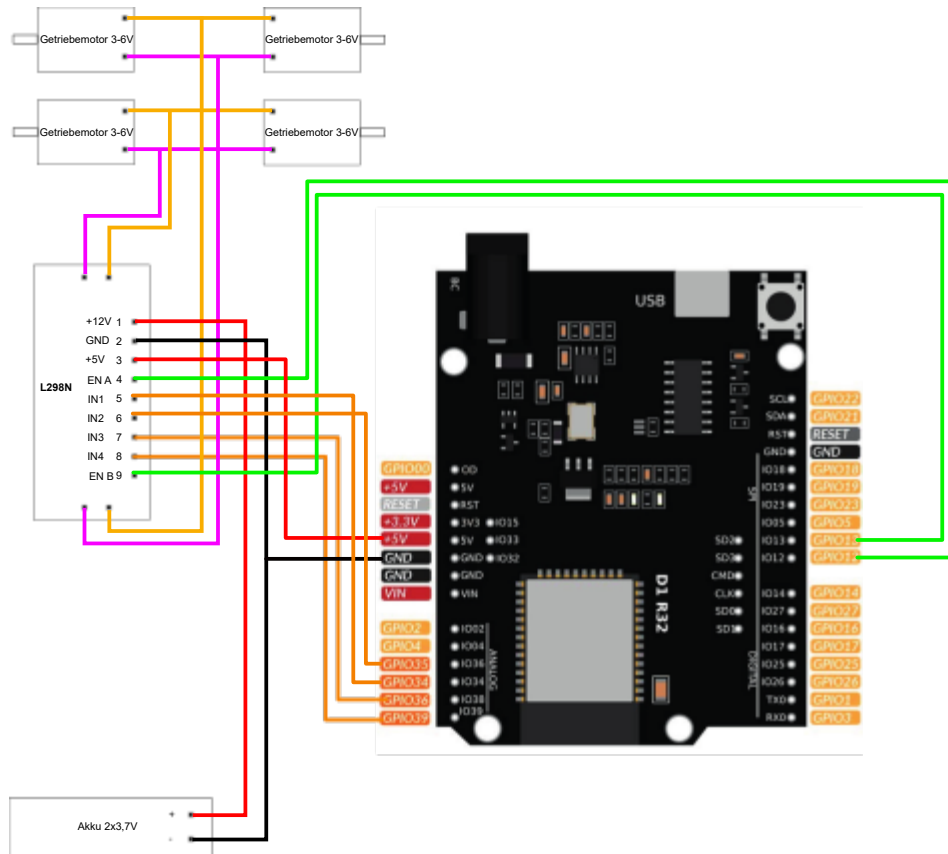 Getriebemotor 3-6V
Getriebemotor 3-6V
Getriebemotor 3-6V
Getriebemotor 3-6V
L298N
+12V 1
GND 2
+5V 3
EN A 4
IN1 5
IN2 6
IN3 7
IN4 8
EN B 9
Akku 2x3,7V
+
-
USB
DC
GPIO00
+5V
RESET
+3.3V
+5V
GND
GND
VIN
GPIO2
GPIO4
GPIO35
GPIO34
GPIO36
GPIO39
OD
5V
RST
3V3 IO15
5V IO33
GND IO32
GND
VIN
IO02
IO04
IO36
IO34
IO38
IO39
ANALOG
D1 R32
SD2
SD3
CMD
CLK
SD0
SD1
SPI
DIGITAL
SCL
SDA
RST
GND
IO18
IO19
IO23
IO05
IO13
IO12
IO14
IO27
IO16
IO17
IO25
IO26
TXD
RXD
GPIO22
GPIO21
RESET
GND
GPIO18
GPIO19
GPIO23
GPIO5
GPIO12
GPIO14
GPIO27
GPIO16
GPIO17
GPIO25
GPIO26
GPIO1
GPIO3